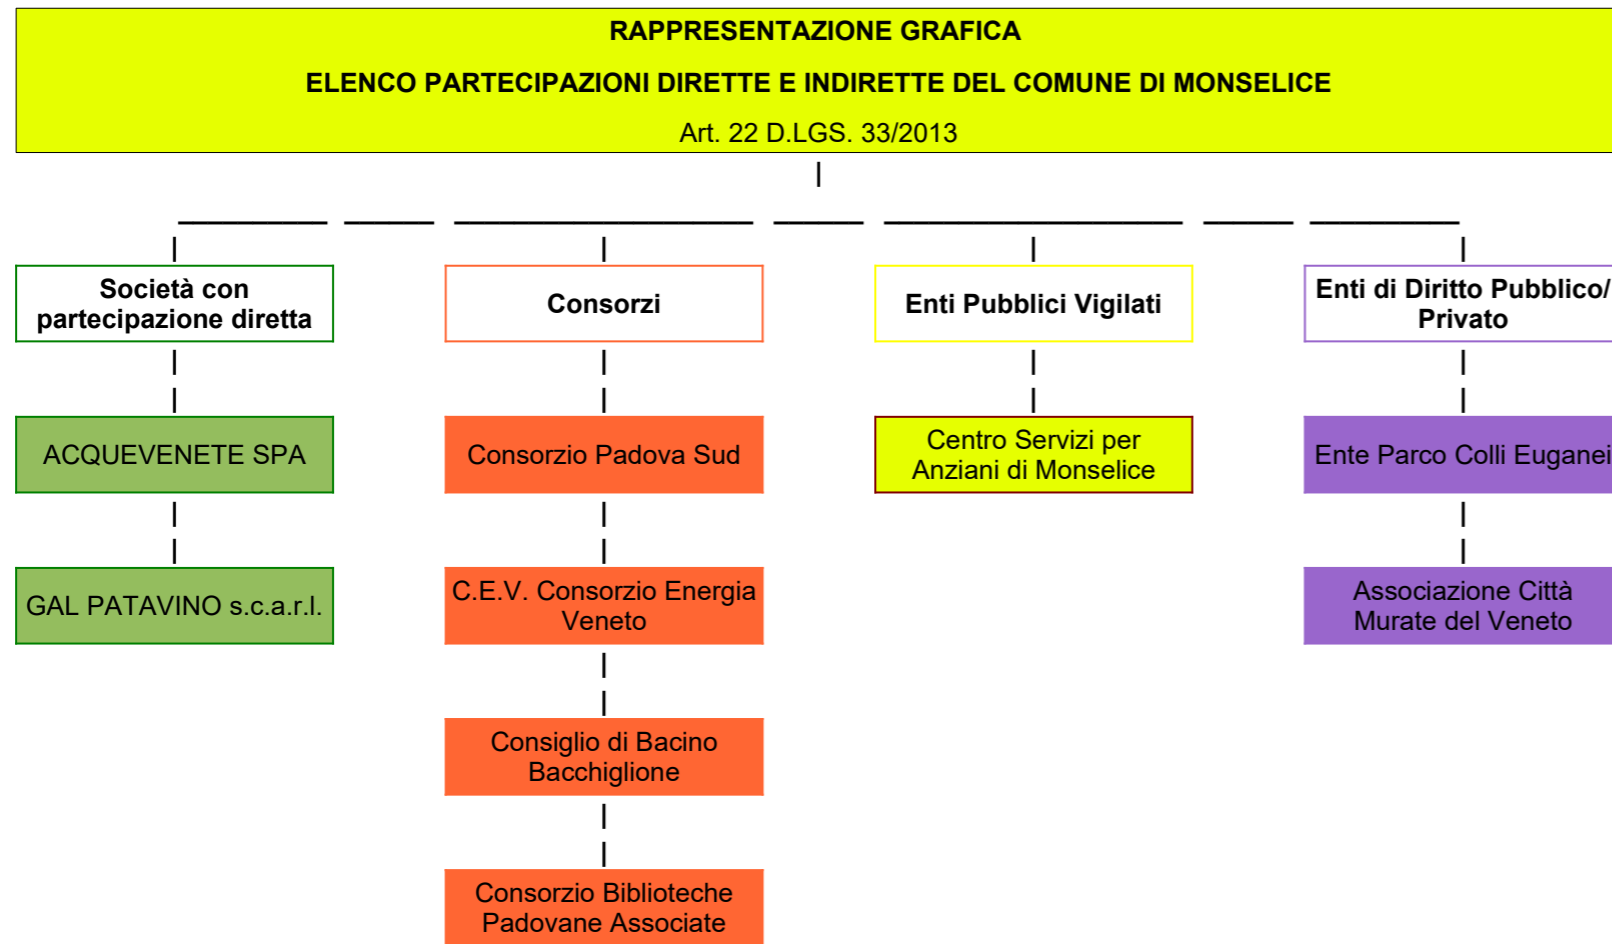 RAPPRESENTAZIONE GRAFICA
ELENCO PARTECIPAZIONI DIRETTE E INDIRETTE DEL COMUNE DI MONSELICE
Art. 22 D.LGS. 33/2013
Società con
partecipazione diretta
Consorzi
Enti Pubblici Vigilati
Enti di Diritto Pubblico/
Privato
ACQUEVENETE SPA
Consorzio Padova Sud
Centro Servizi per
Anziani di Monselice
Ente Parco Colli Euganei
GAL PATAVINO s.c.a.r.l.
C.E.V. Consorzio Energia
Veneto
Associazione Città
Murate del Veneto
Consiglio di Bacino
Bacchiglione
Consorzio Biblioteche
Padovane Associate